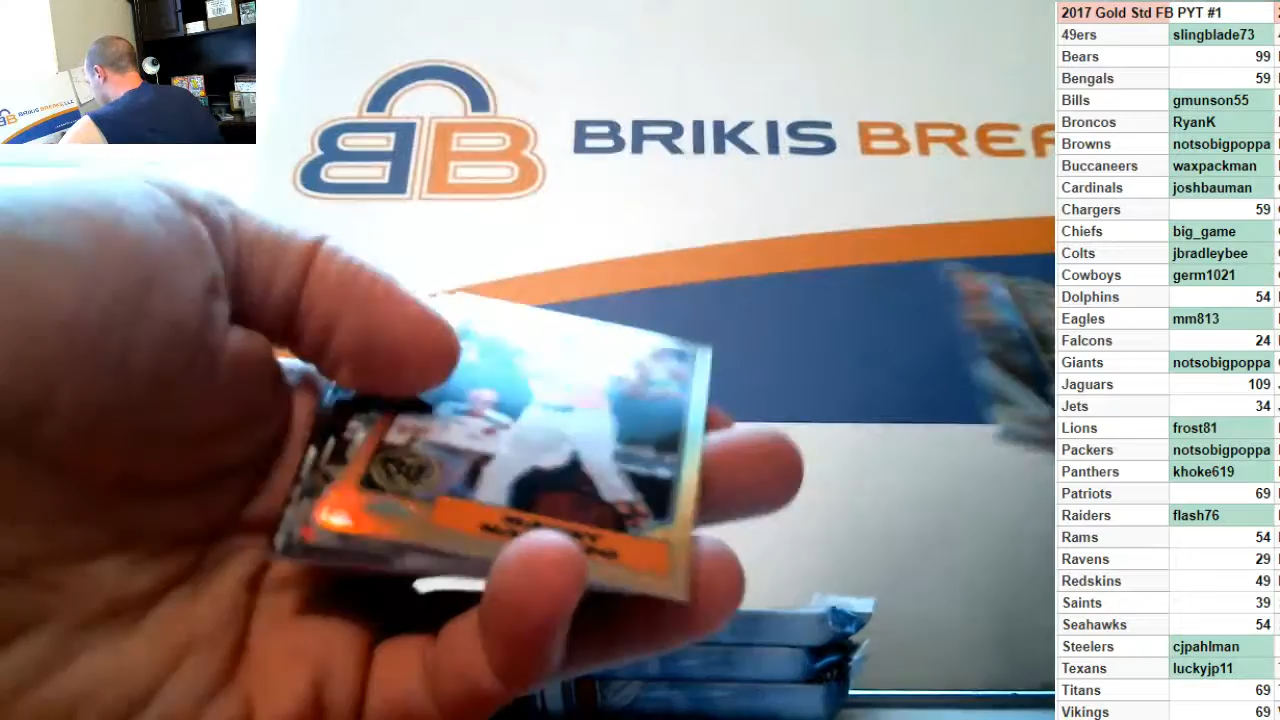 BB BRIKIS BREA
2017 Gold Std FB PYT #1
49ers slingblade73
Bears 99
Bengals 59
Bills gmunson55
Broncos RyanK
Browns notsobigpoppa
Buccaneers waxpackman
Cardinals joshbauman
Chargers 59
Chiefs big_game
Colts jbradleybee
Cowboys germ1021
Dolphins 54
Eagles mm813
Falcons 24
Giants notsobigpoppa
Jaguars 109
Jets 34
Lions frost81
Packers notsobigpoppa
Panthers khoke619
Patriots 69
Raiders flash76
Rams 54
Ravens 29
Redskins 49
Saints 39
Seahawks 54
Steelers cjpahlman
Texans luckyjp11
Titans 69
Vikings 69